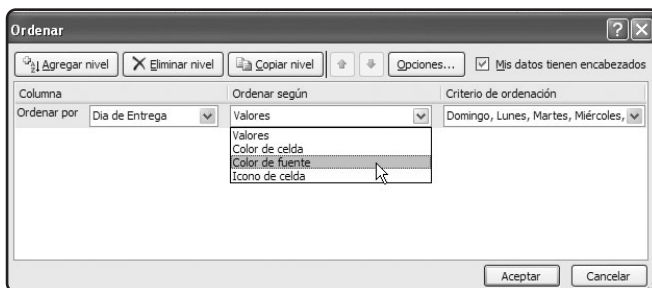 Ordenar
Agregar nivel Eliminar nivel Copiar nivel Opciones... Mis datos tienen encabezados
Columna Ordenar según Criterio de ordenación
Ordenar por Dia de Entrega Valores Domingo, Lunes, Martes, Miércoles,
Valores
Color de celda
Color de fuente
Icono de celda
Aceptar Cancelar